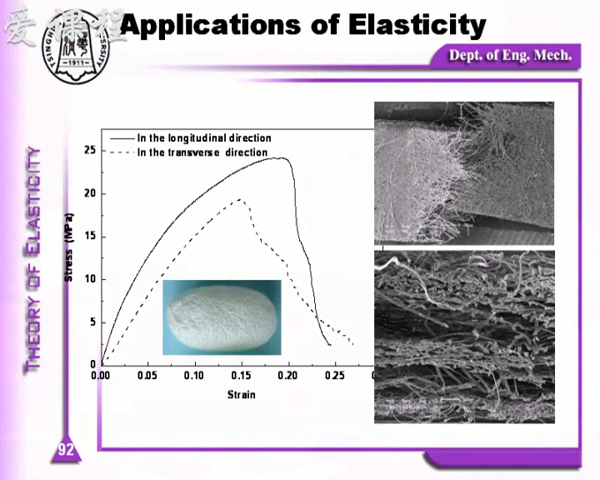 爱课程
Applications of Elasticity
TSINGHUA UNIVERSITY
-1911-
Dept. of Eng. Mech.
THEORY OF ELASTICITY
In the longitudinal direction
In the transverse direction
25
20
15
10
5
0
Stress (MPa)
0.00 0.05 0.10 0.15 0.20 0.25
Strain
92